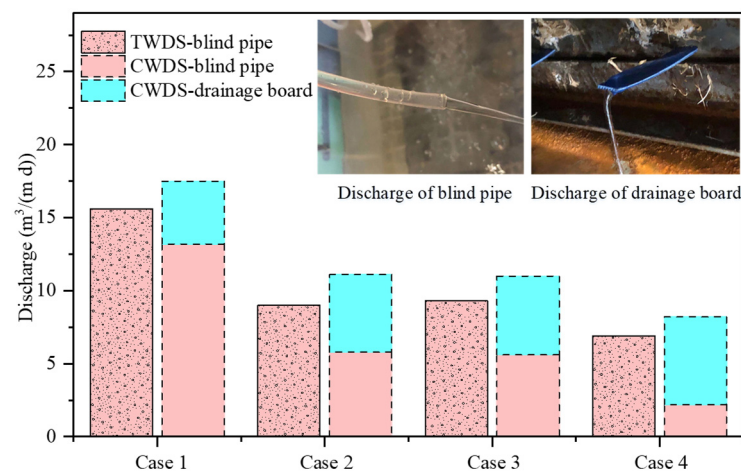 TWDS-blind pipe
CWDS-blind pipe
CWDS-drainage board
Discharge of blind pipe
Discharge of drainage board
Discharge (m³/(m d))
25
20
15
10
5
0
Case 1
Case 2
Case 3
Case 4